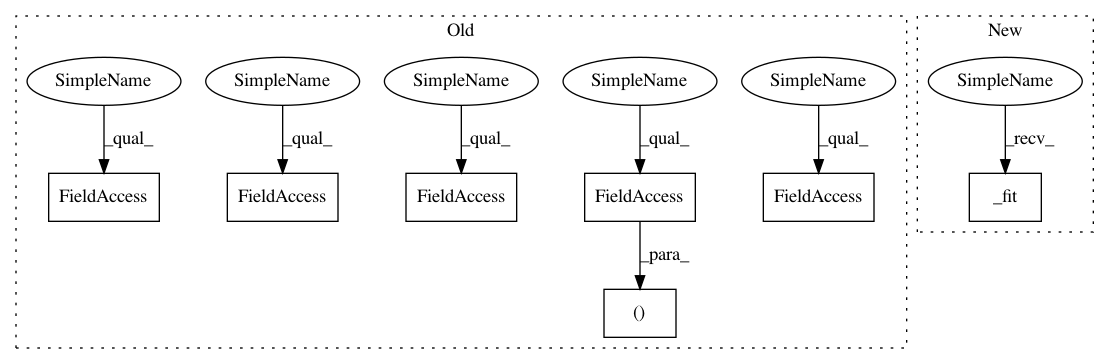 Old
New
SimpleName SimpleName SimpleName SimpleName SimpleName SimpleName
_qual_ _qual_ _qual_ _qual_ _qual_ _recv_
FieldAccess FieldAccess FieldAccess FieldAccess FieldAccess _fit
_para_
()